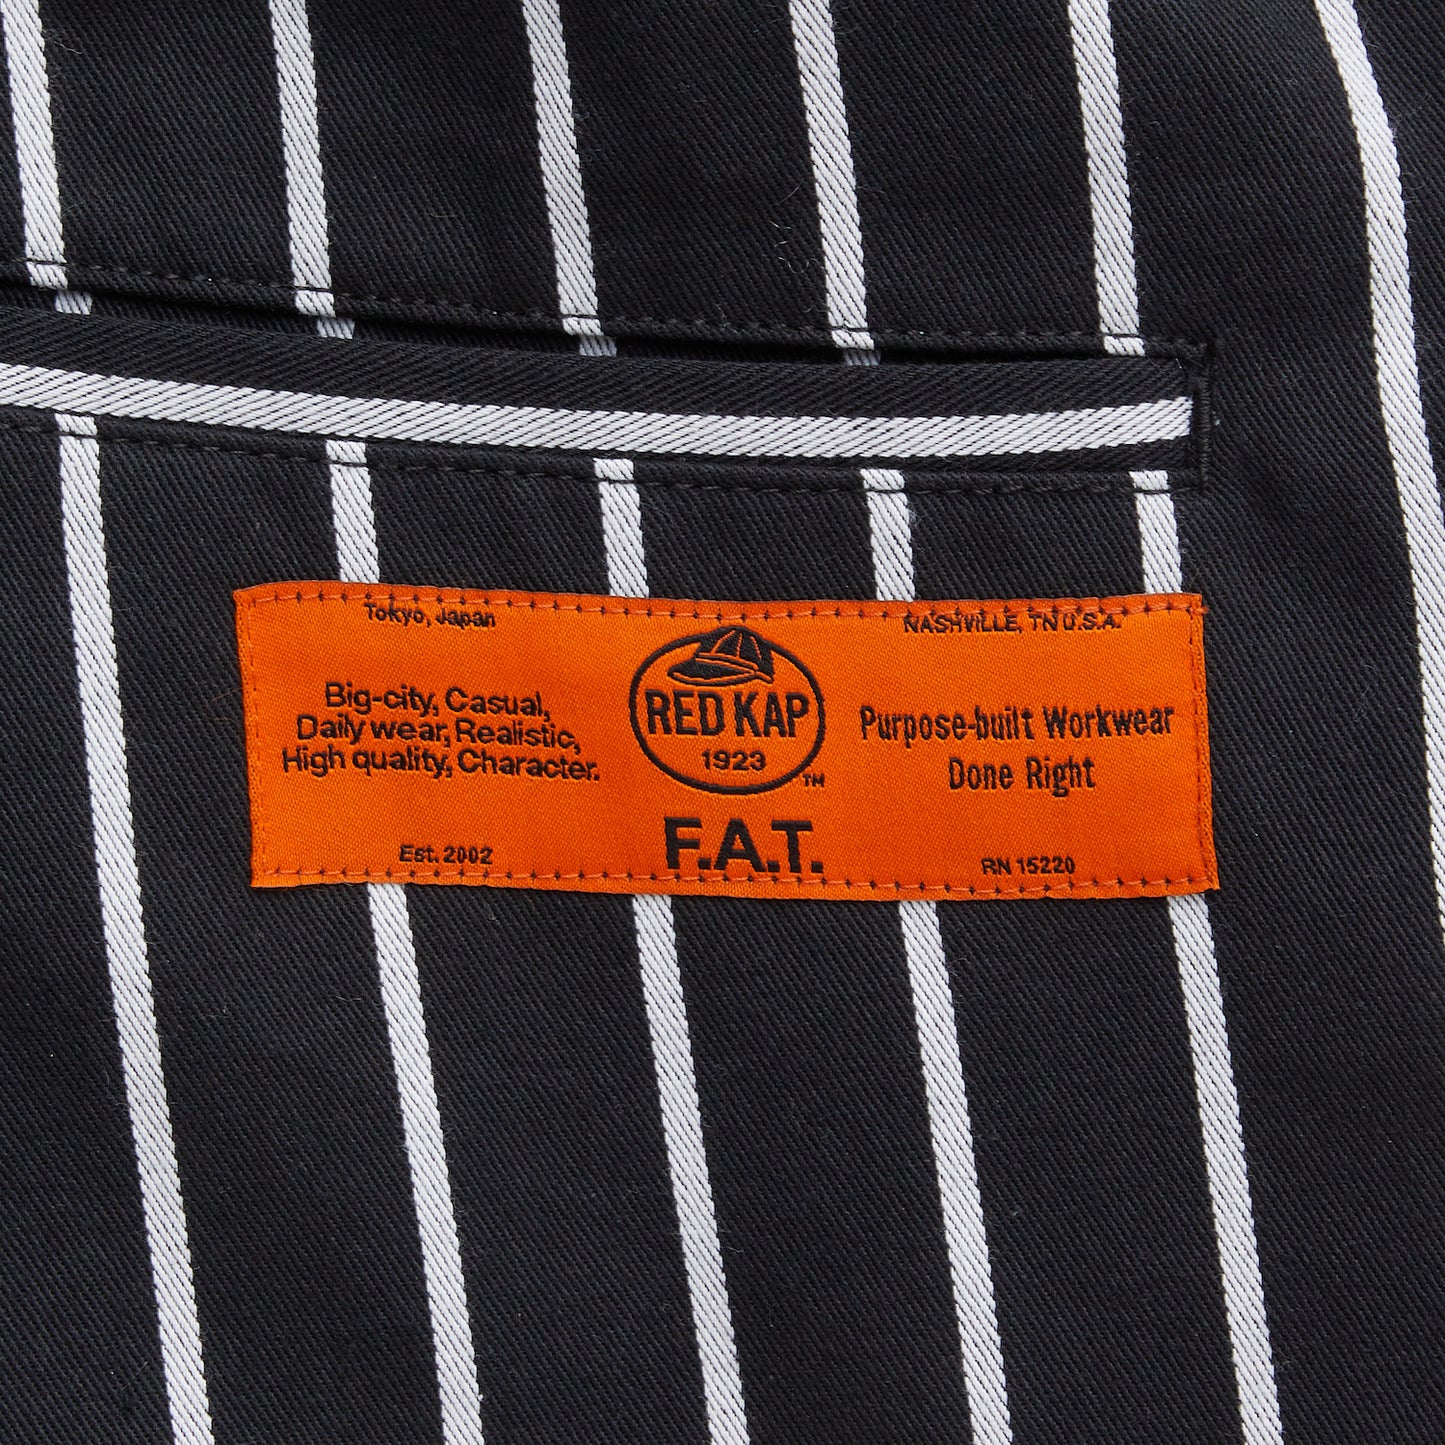 Tokyo, Japan
NASHVILLE, TN U.S.A.
Big-city, Casual,
Daily wear, Realistic,
High quality, Character.
RED KAP
1923
TM
Purpose-built Workwear
Done Right
Est. 2002
F.A.T.
RN 15220